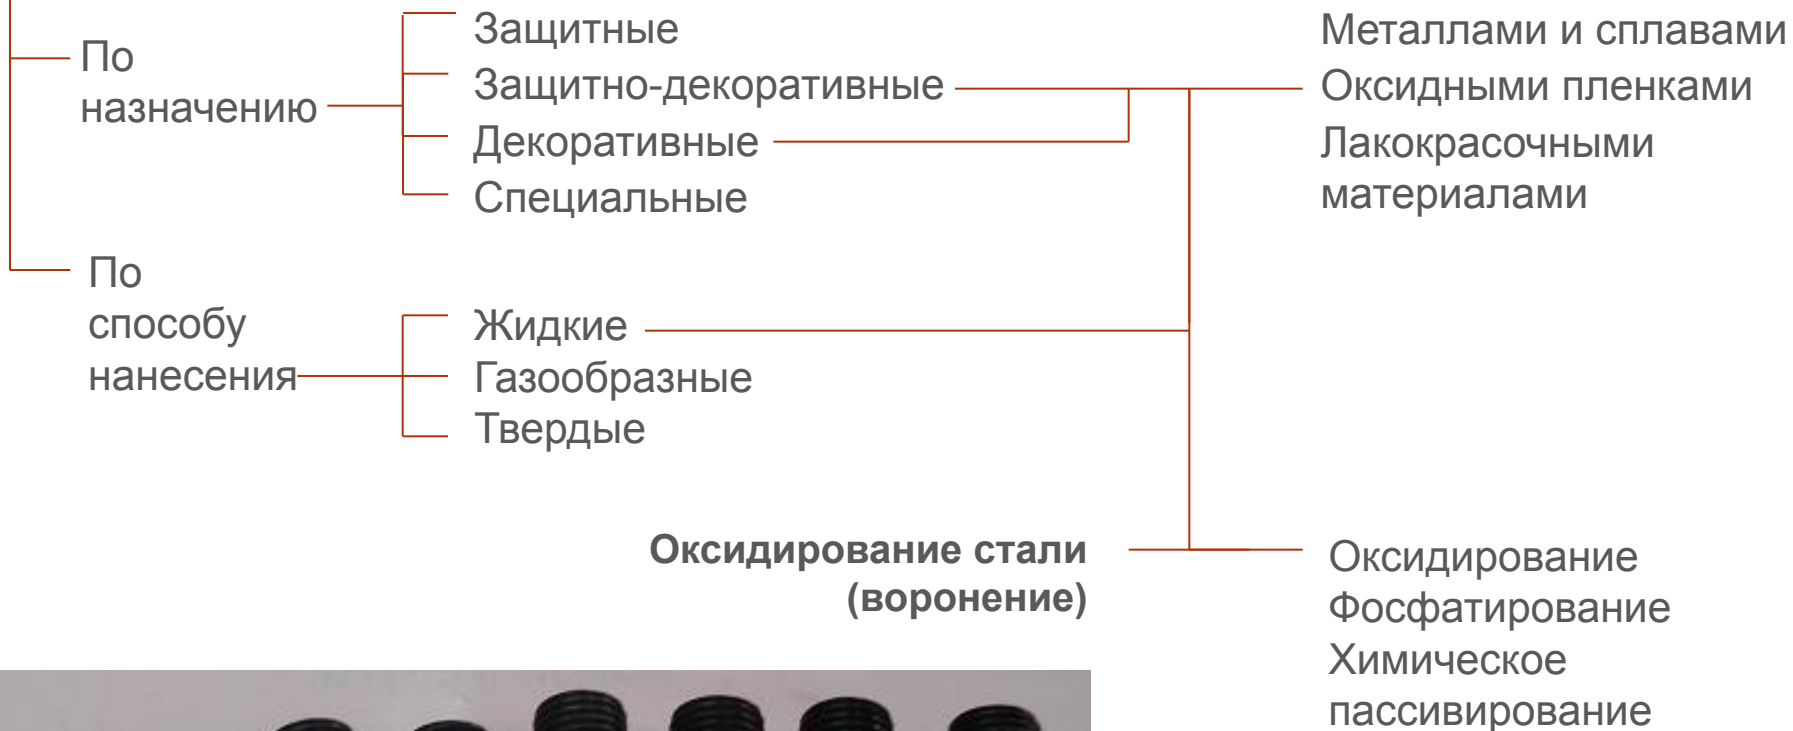 По
назначению
Защитные
Защитно-декоративные
Декоративные
Специальные
Металлами и сплавами
Оксидными пленками
Лакокрасочными
материалами
По
способу
нанесения
Жидкие
Газообразные
Твердые
Оксидирование стали
(воронение)
Оксидирование
Фосфатирование
Химическое
пассивирование